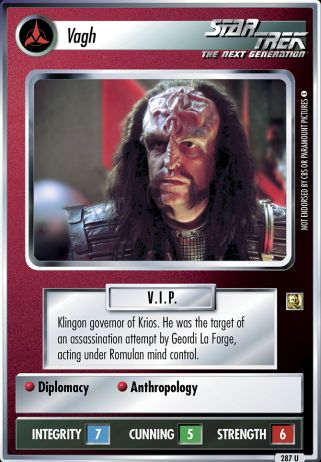 Vagh
STAR TREK
THE NEXT GENERATION
NOT ENDORSED BY CBS OR PARAMOUNT PICTURES
V.I.P.
Klingon governor of Krios. He was the target of
an assassination attempt by Geordi La Forge,
acting under Romulan mind control.
Diplomacy Anthropology
INTEGRITY 7 CUNNING 5 STRENGTH 6
287 U